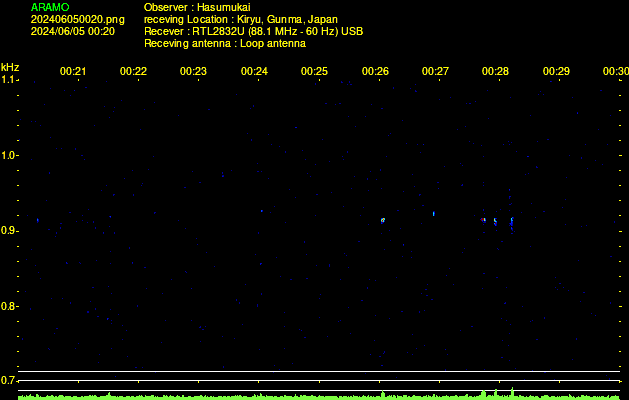 ARAMO
202406050020.png
2024/06/05 00:20
Observer : Hasumukai
receving Location : Kiryu, Gunma, Japan
Recever : RTL2832U (88.1 MHz - 60 Hz) USB
Receving antenna : Loop antenna
kHz 00:21 00:22 00:23 00:24 00:25 00:26 00:27 00:28 00:29 00:30
1.1
1.0
0.9
0.8
0.7